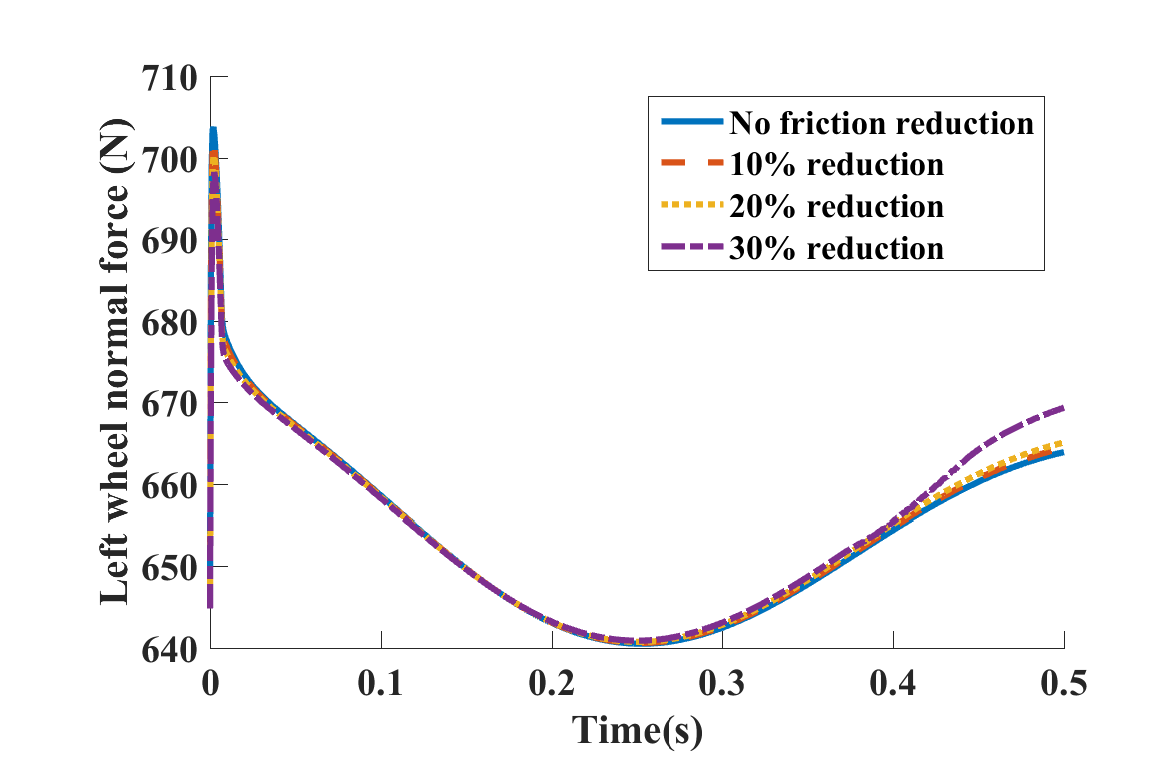 710
700
690
680
670
660
650
640
Left wheel normal force (N)
No friction reduction
10% reduction
20% reduction
30% reduction
0
0.1
0.2
0.3
0.4
0.5
Time(s)